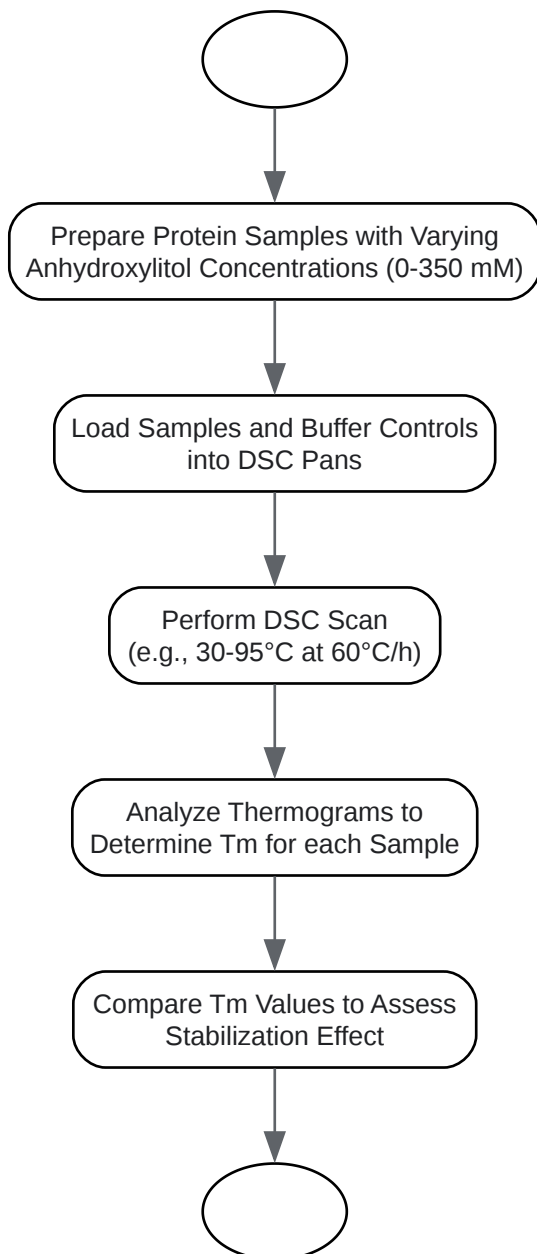 Prepare Protein Samples with Varying
Anhydroxylitol Concentrations (0-350 mM)
Load Samples and Buffer Controls
into DSC Pans
Perform DSC Scan
(e.g., 30-95°C at 60°C/h)
Analyze Thermograms to
Determine Tm for each Sample
Compare Tm Values to Assess
Stabilization Effect